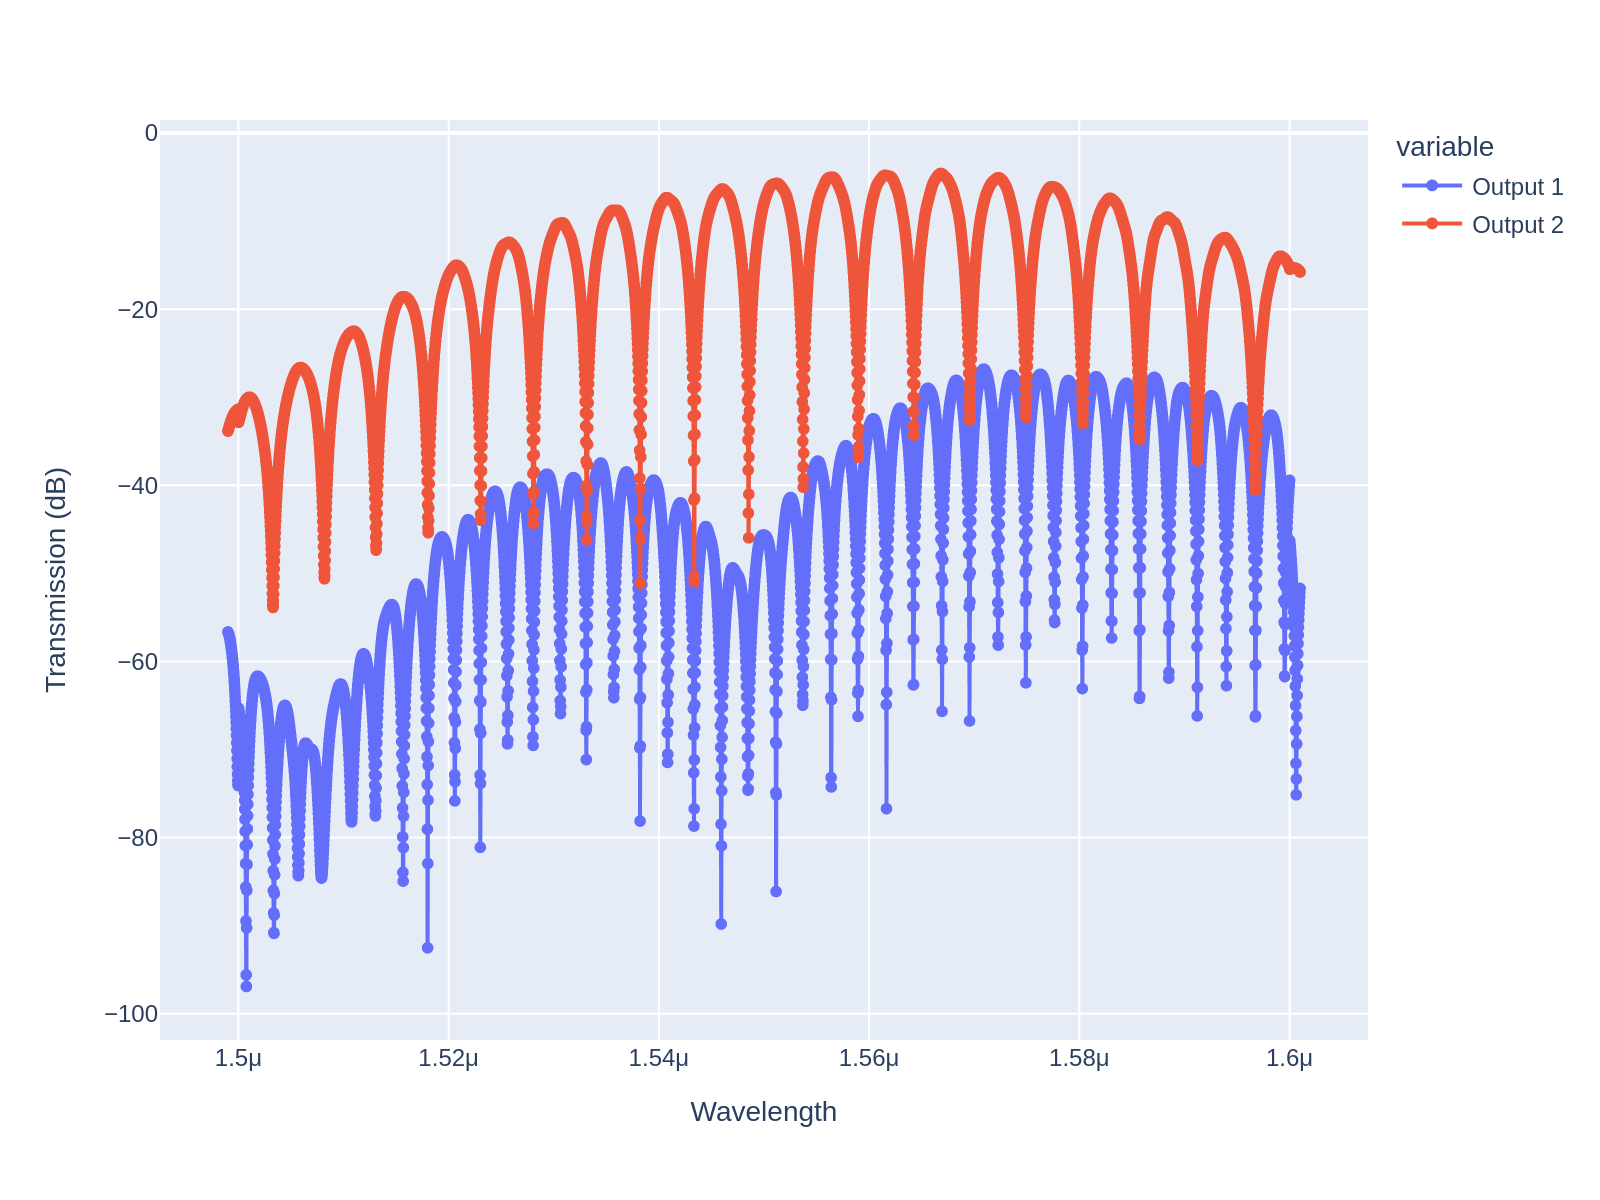 0
−20
−40
−60
−80
−100
Transmission (dB)
1.5μ 1.52μ 1.54μ 1.56μ 1.58μ 1.6μ
Wavelength
variable
Output 1
Output 2